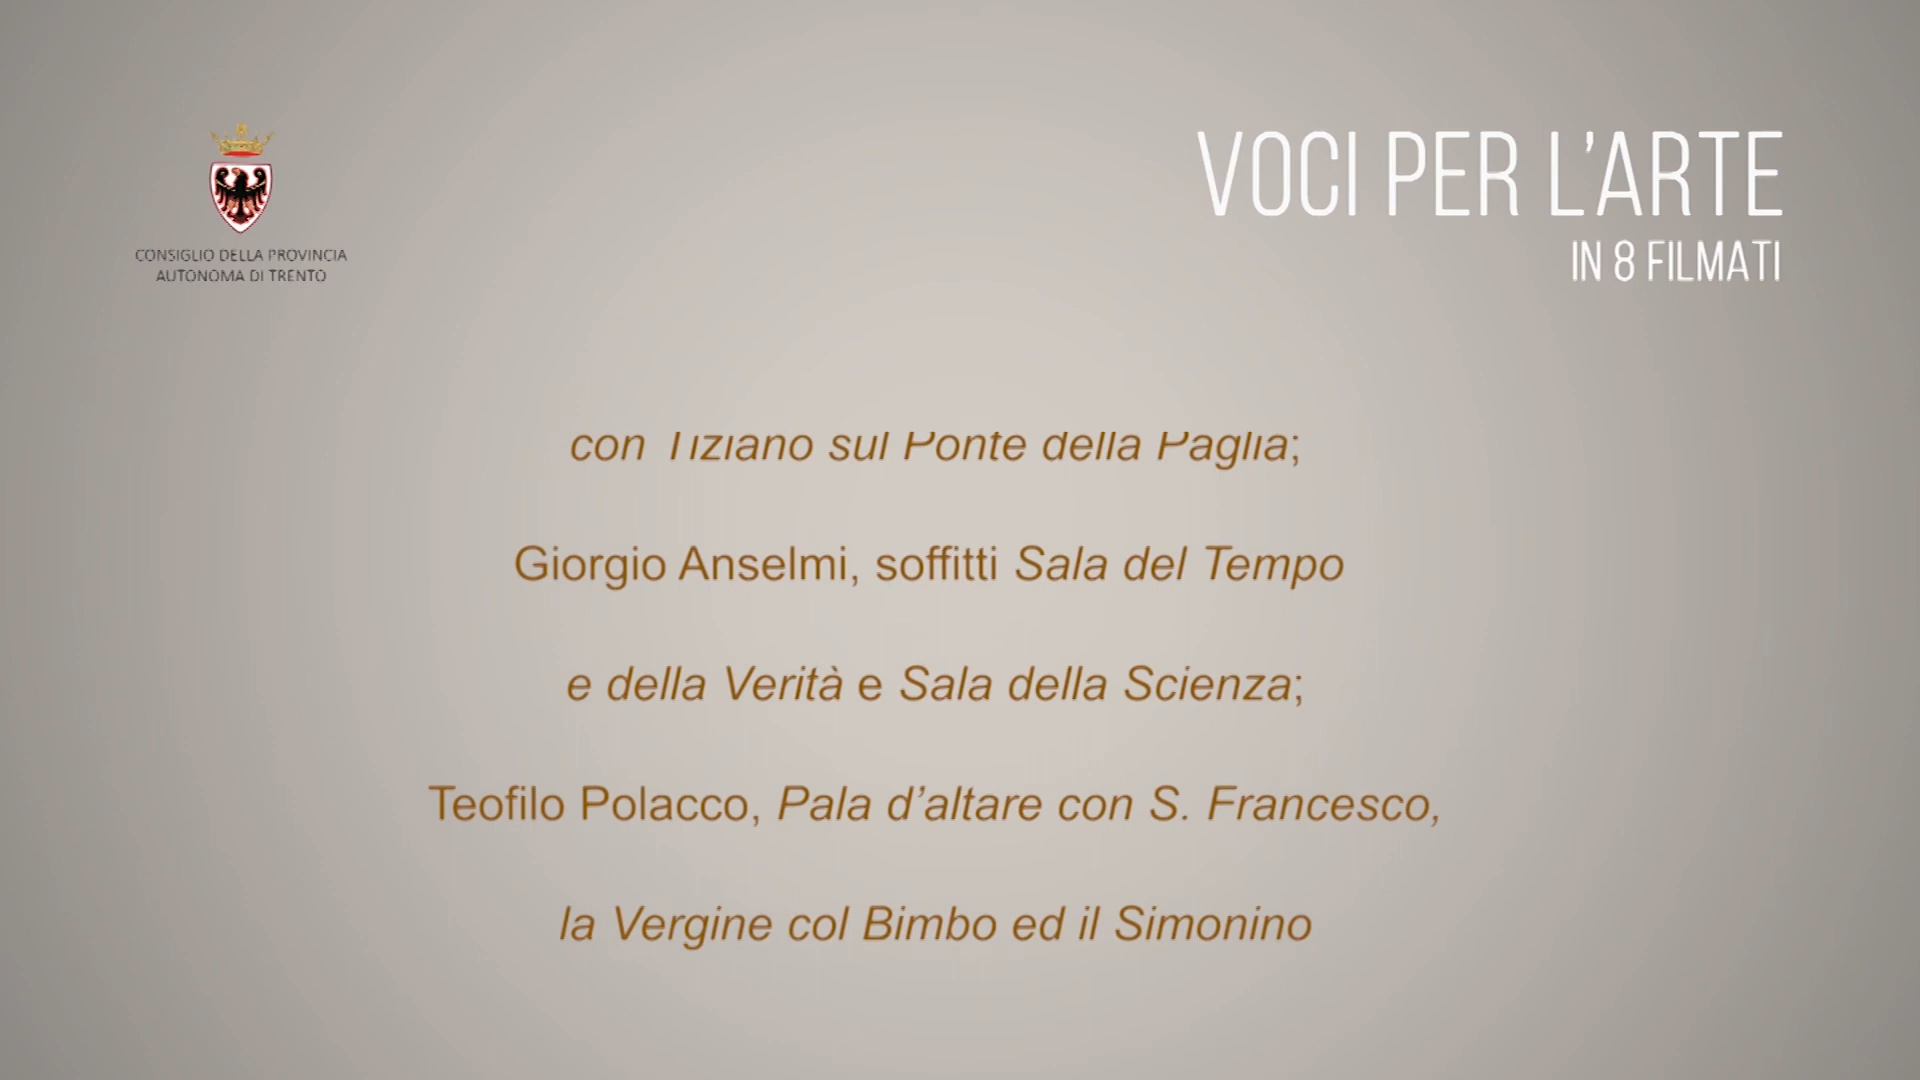 CONSIGLIO DELLA PROVINCIA
AUTONOMA DI TRENTO
VOCI PER L’ARTE
IN 8 FILMATI
con Tiziano sul Ponte della Paglia;
Giorgio Anselmi, soffitti Sala del Tempo
e della Verità e Sala della Scienza;
Teofilo Polacco, Pala d’altare con S. Francesco,
la Vergine col Bimbo ed il Simonino